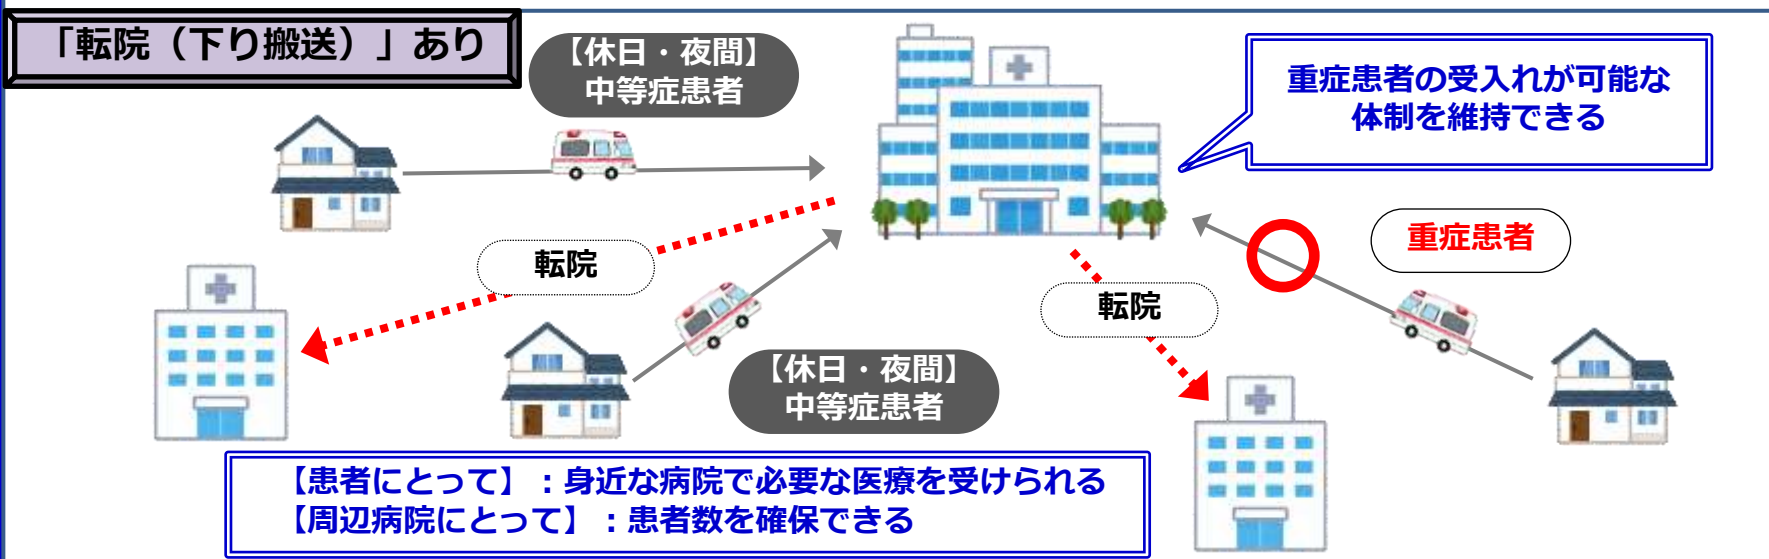 「転院（下り搬送）」あり
【休日・夜間】
中等症患者
重症患者の受入れが可能な
体制を維持できる
重症患者
転院
転院
【休日・夜間】
中等症患者
【患者にとって】：身近な病院で必要な医療を受けられる
【周辺病院にとって】：患者数を確保できる